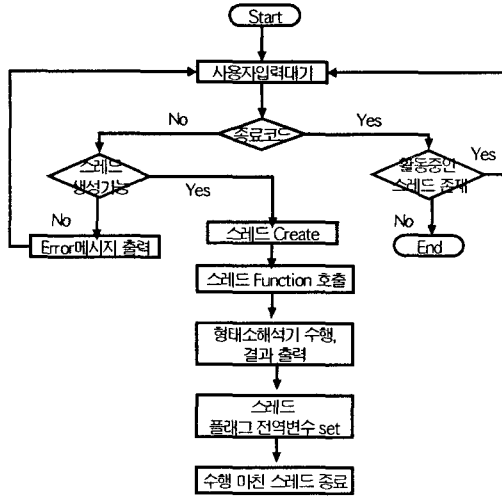 Start
사용자입력대기
No
종료코드
Yes
스레드
생성가능
Yes
No
활동중인
스레드 존재
Yes
No
End
Error메시지 출력
스레드 Create
스레드 Function 호출
형태소해석기 수행,
결과 출력
스레드
플래그 전역변수 set
수행 마친 스레드 종료